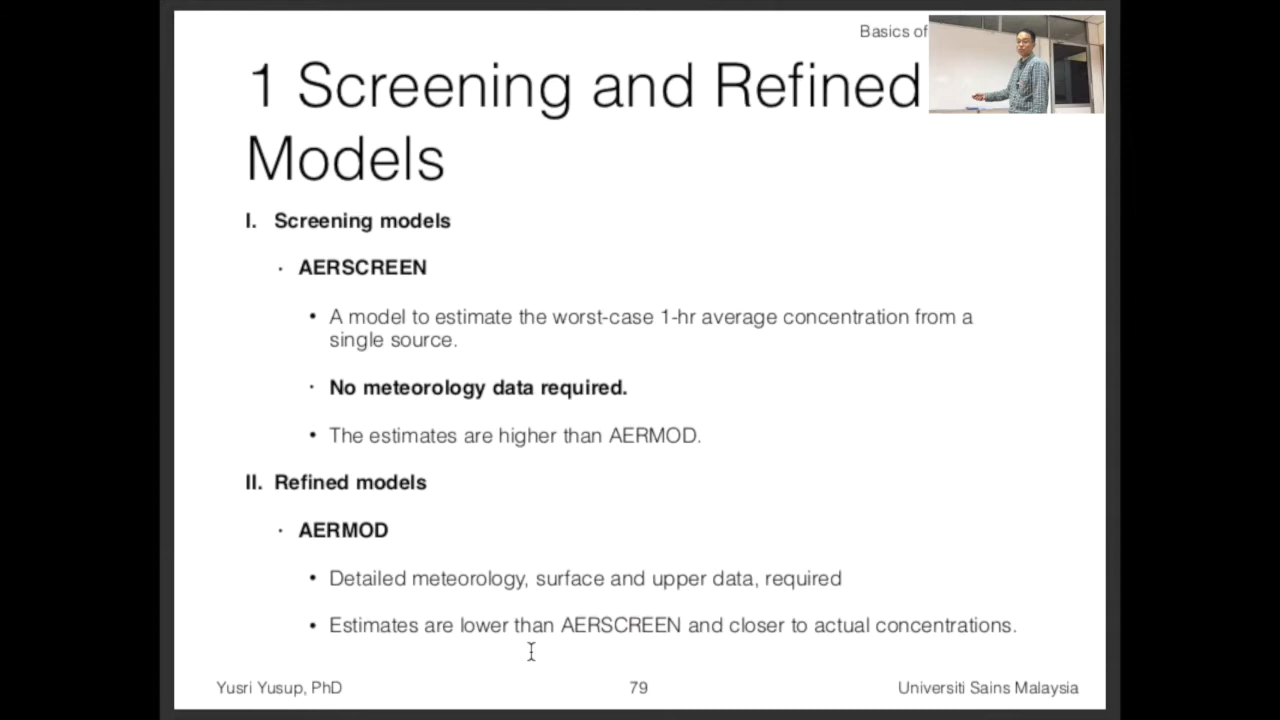 Basics of
1 Screening and Refined
Models
I. Screening models
· AERSCREEN
• A model to estimate the worst-case 1-hr average concentration from a
single source.
· No meteorology data required.
• The estimates are higher than AERMOD.
II. Refined models
· AERMOD
• Detailed meteorology, surface and upper data, required
• Estimates are lower than AERSCREEN and closer to actual concentrations.
Yusri Yusup, PhD
79
Universiti Sains Malaysia